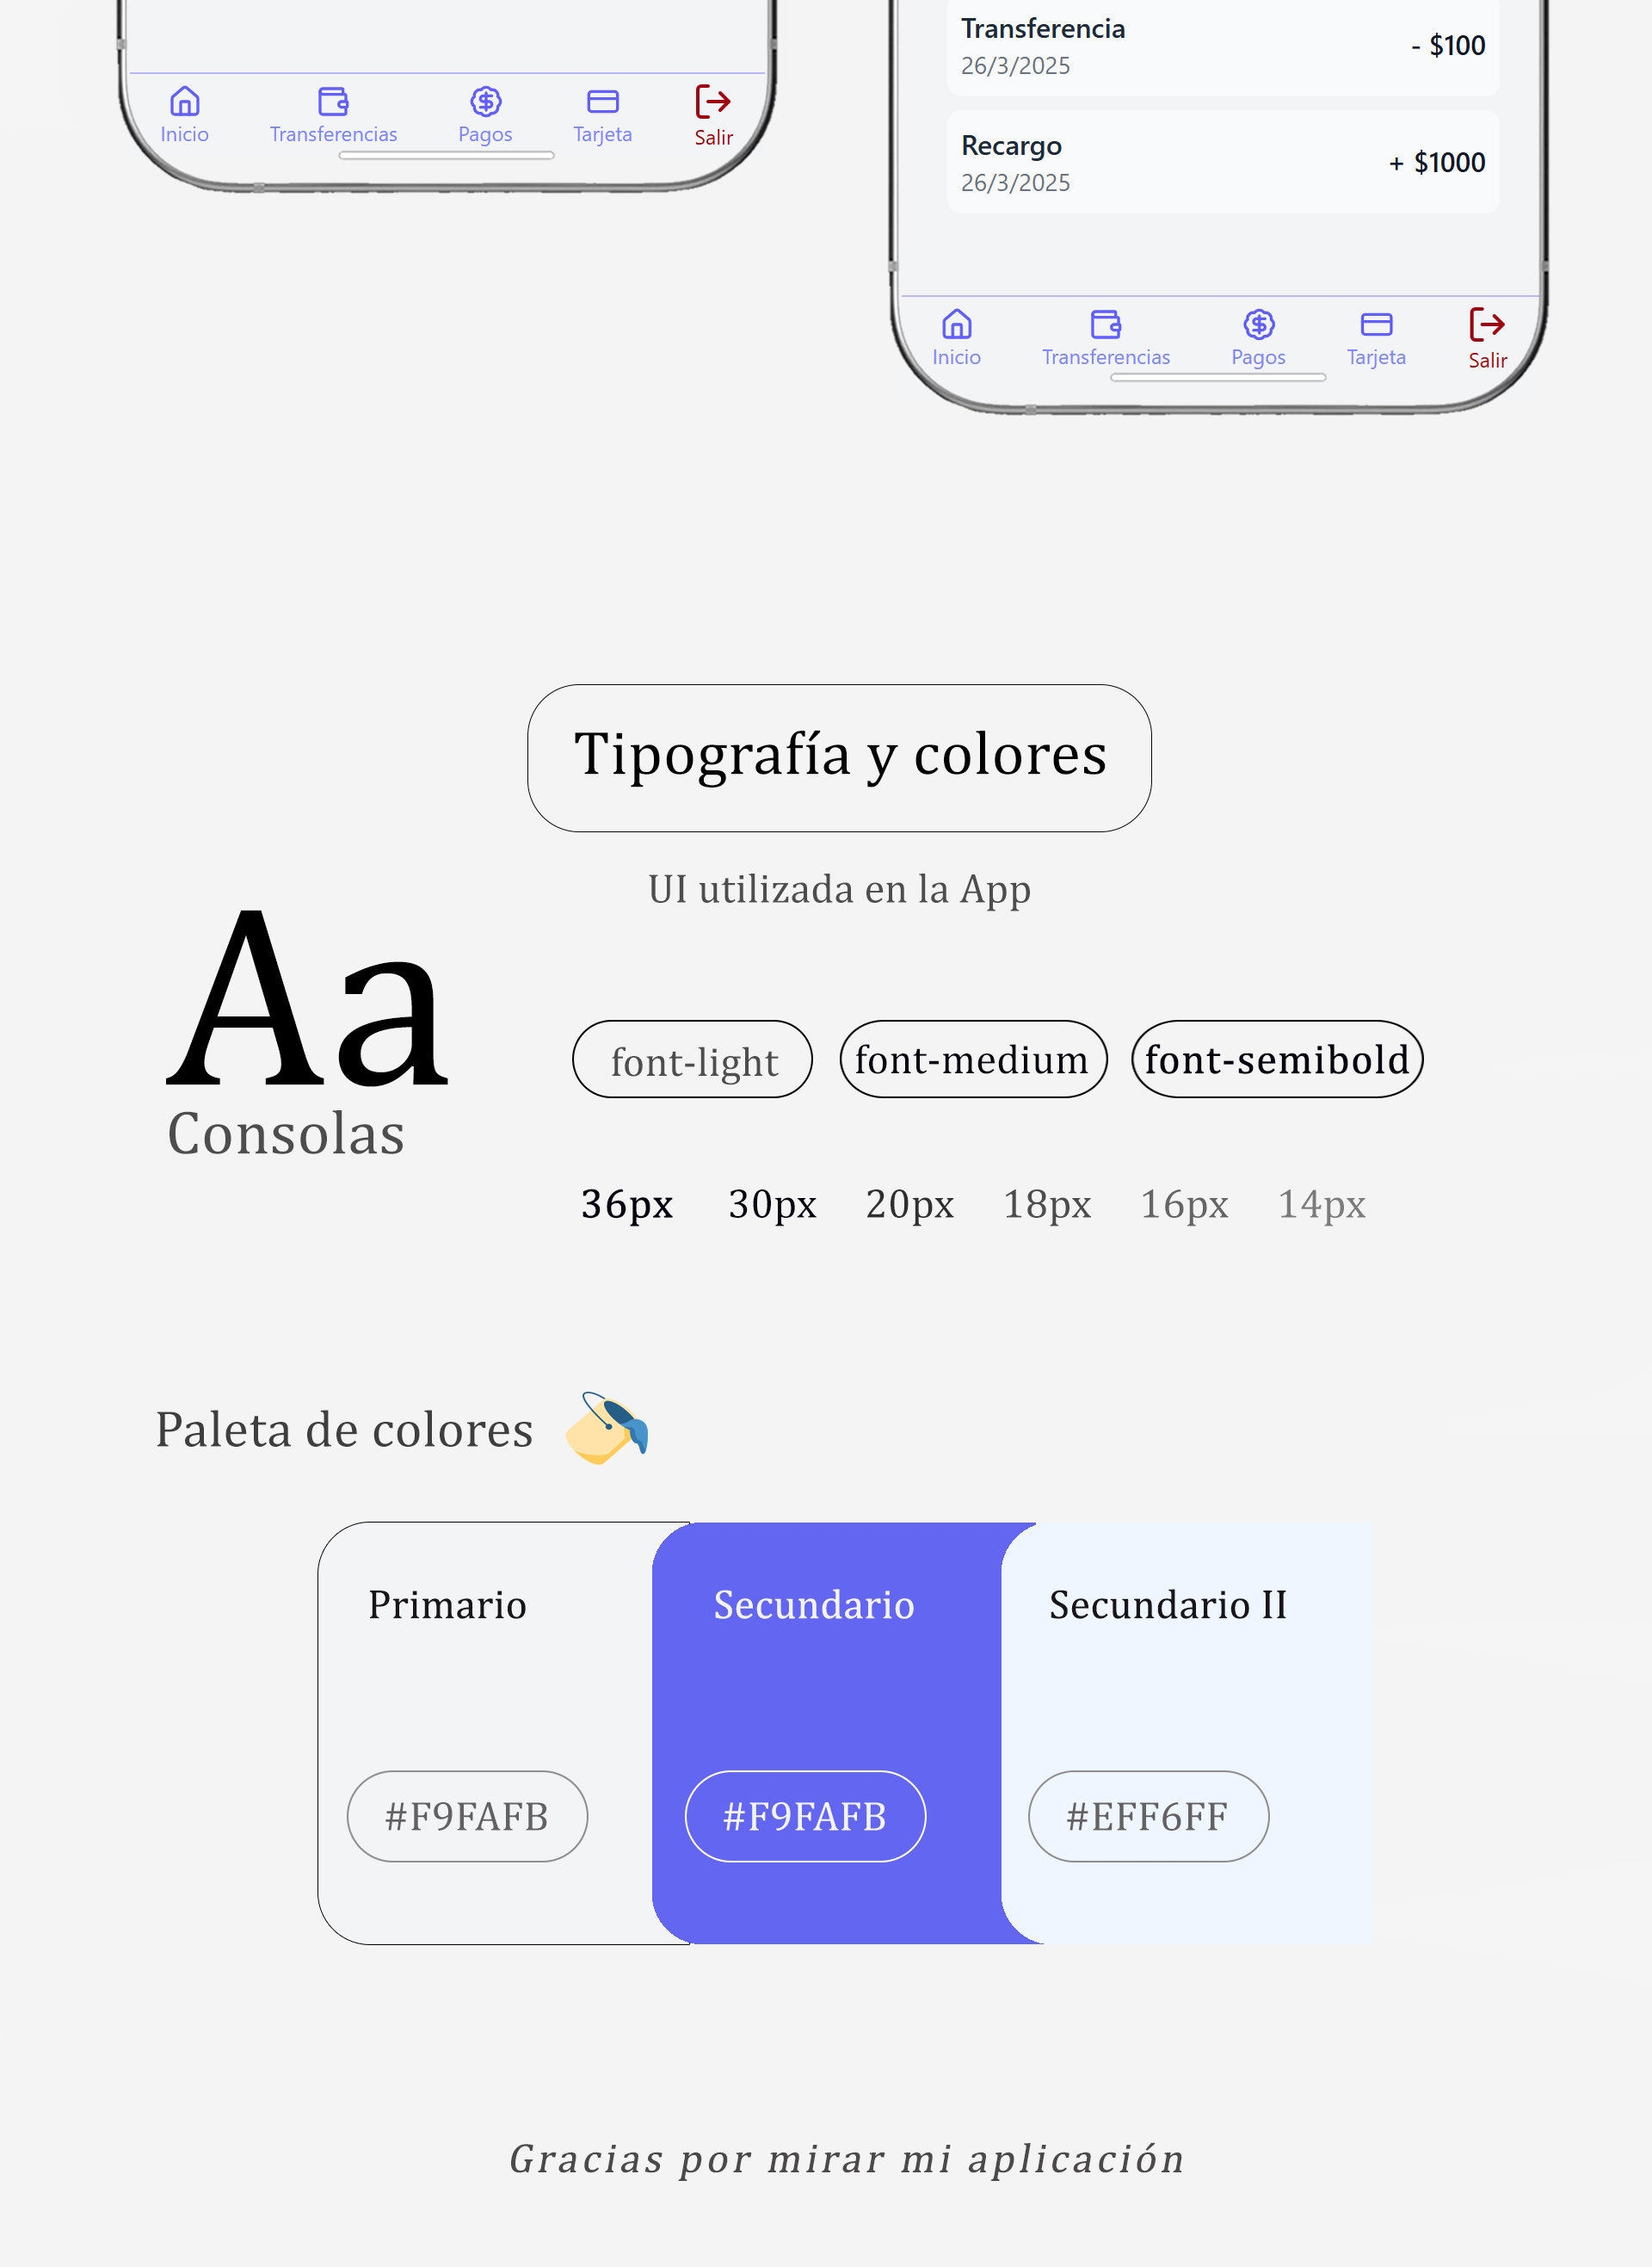 Transferencia
- $100
26/3/2025
Recargo
+ $1000
26/3/2025
Inicio Transferencias Pagos Tarjeta Salir
Inicio Transferencias Pagos Tarjeta Salir
Tipografía y colores
UI utilizada en la App
Aa
Consolas
font-light font-medium font-semibold
36px 30px 20px 18px 16px 14px
Paleta de colores
Primario Secundario Secundario II
#F9FAFB #F9FAFB #EFF6FF
Gracias por mirar mi aplicación